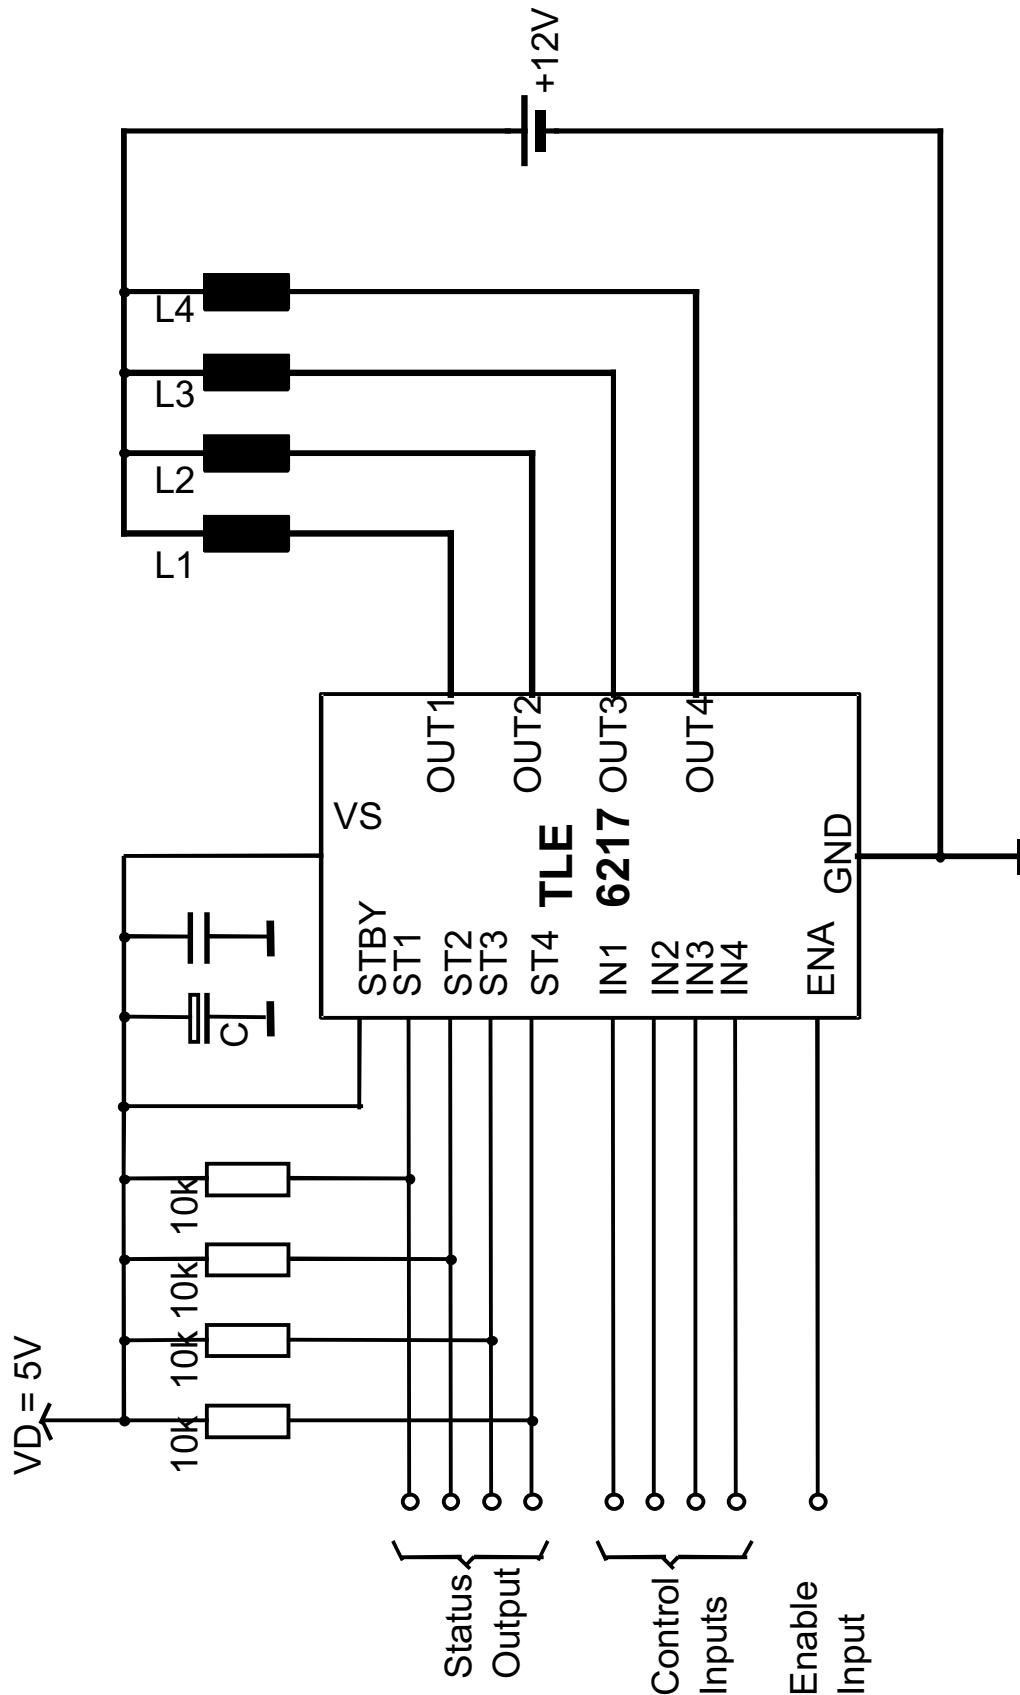 VD = 5V
10k
10k
10k
10k
C
+12V
L1
L2
L3
L4
VS
STBY
ST1
ST2
ST3
ST4
OUT1
OUT2
OUT3
OUT4
TLE
6217
IN1
IN2
IN3
IN4
ENA
GND
Status
Output
Control
Inputs
Enable
Input